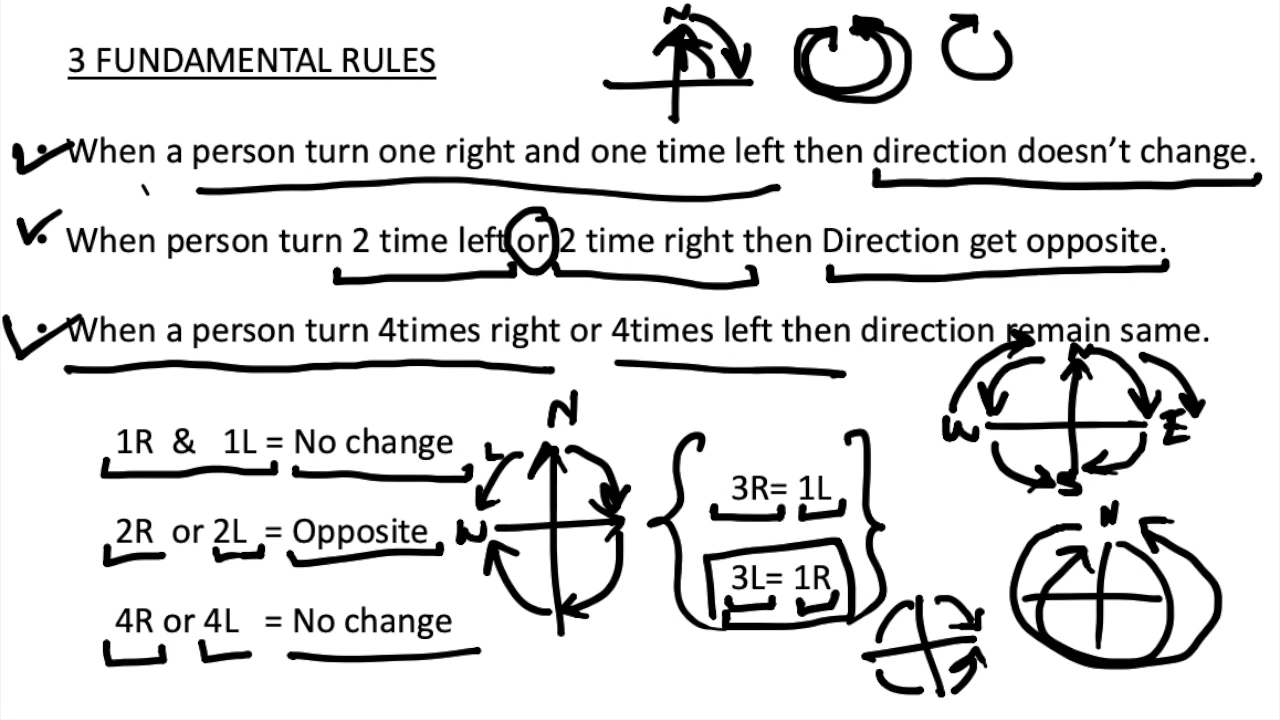 3 FUNDAMENTAL RULES
N
• When a person turn one right and one time left then direction doesn't change.
• When person turn 2 time left or 2 time right then Direction get opposite.
• When a person turn 4times right or 4times left then direction remain same.
N
W E
S
N
1R & 1L = No change
L
3R= 1L
2R or 2L = Opposite
W
N
3L= 1R
4R or 4L = No change